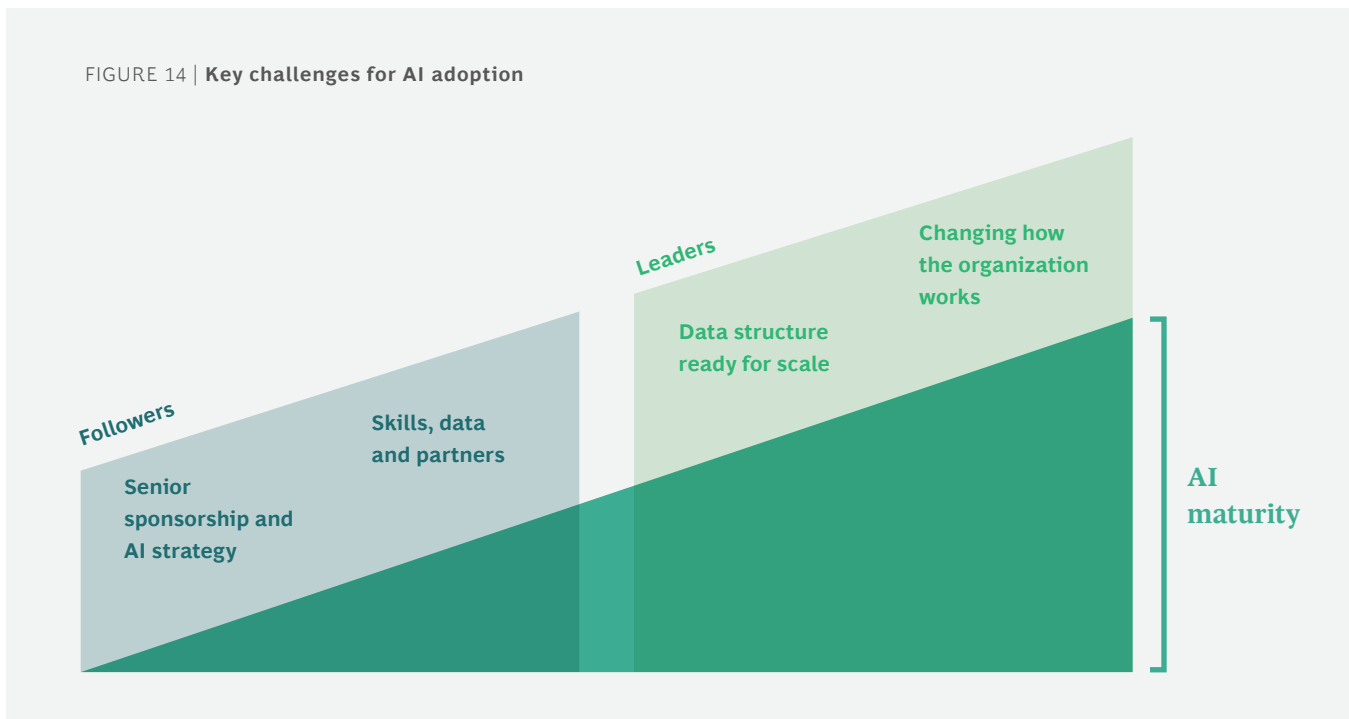 FIGURE 14 | Key challenges for AI adoption
Followers
Senior
sponsorship and
AI strategy
Skills, data
and partners
Leaders
Data structure
ready for scale
Changing how
the organization
works
AI
maturity